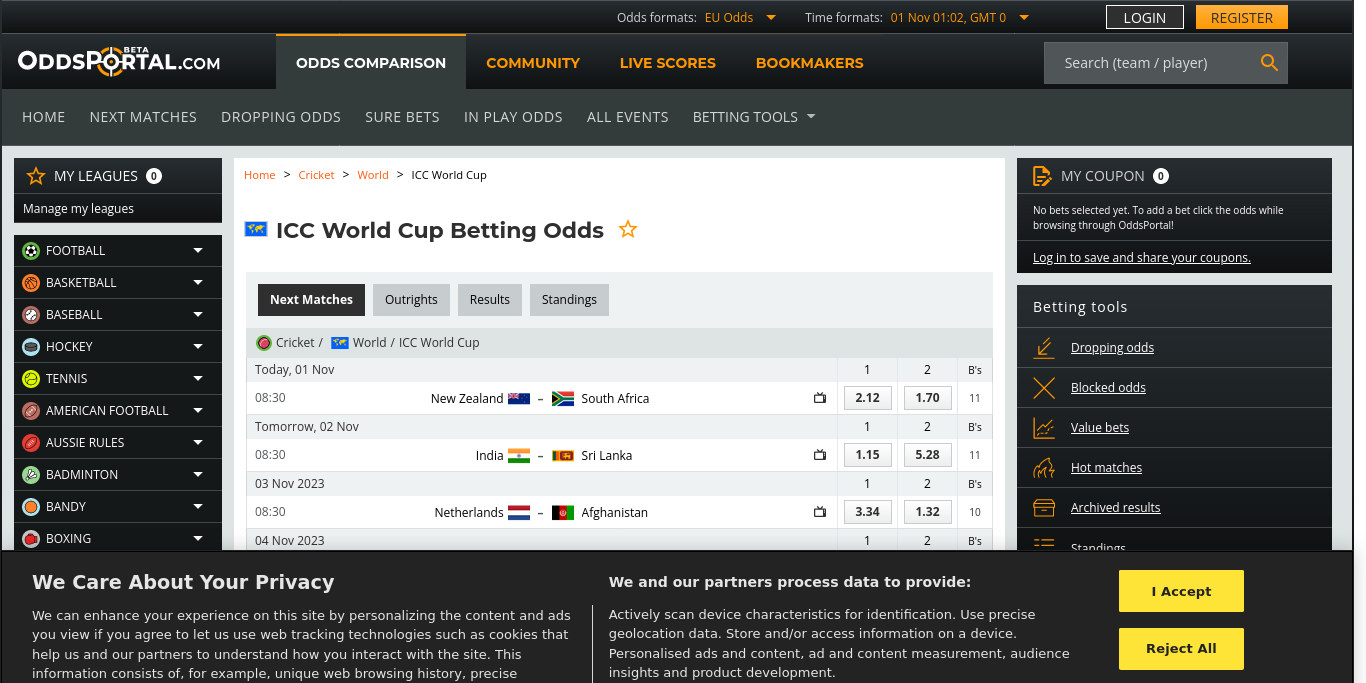 Odds formats: EU Odds
Time formats: 01 Nov 01:02, GMT 0
LOGIN
REGISTER
ODDSPORTAL.COM
BETA
ODDS COMPARISON
COMMUNITY
LIVE SCORES
BOOKMAKERS
Search (team / player)
HOME
NEXT MATCHES
DROPPING ODDS
SURE BETS
IN PLAY ODDS
ALL EVENTS
BETTING TOOLS
MY LEAGUES 0
Manage my leagues
FOOTBALL
BASKETBALL
BASEBALL
HOCKEY
TENNIS
AMERICAN FOOTBALL
AUSSIE RULES
BADMINTON
BANDY
BOXING
Home > Cricket > World > ICC World Cup
ICC World Cup Betting Odds
Next Matches
Outrights
Results
Standings
Cricket / World / ICC World Cup
Today, 01 Nov 1 2 B's
08:30 New Zealand – South Africa 2.12 1.70 11
Tomorrow, 02 Nov 1 2 B's
08:30 India – Sri Lanka 1.15 5.28 11
03 Nov 2023 1 2 B's
08:30 Netherlands – Afghanistan 3.34 1.32 10
04 Nov 2023 1 2 B's
MY COUPON 0
No bets selected yet. To add a bet click the odds while
browsing through OddsPortal!
Log in to save and share your coupons.
Betting tools
Dropping odds
Blocked odds
Value bets
Hot matches
Archived results
Standings
We Care About Your Privacy
We can enhance your experience on this site by personalizing the content and ads
you view if you agree to let us use web tracking technologies such as cookies that
help us and our partners to understand how you interact with the site. This
information consists of, for example, unique web browsing history, precise
We and our partners process data to provide:
Actively scan device characteristics for identification. Use precise
geolocation data. Store and/or access information on a device.
Personalised ads and content, ad and content measurement, audience
insights and product development.
I Accept
Reject All